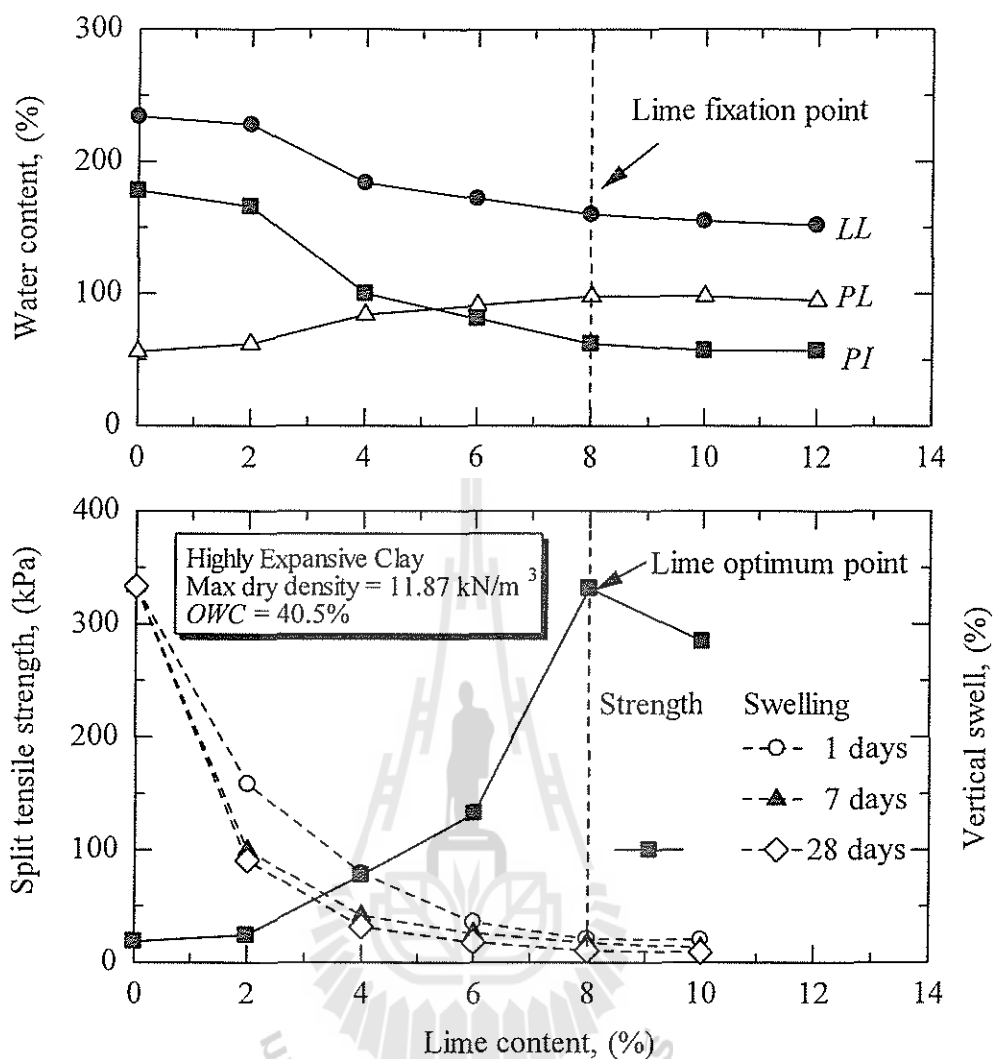 300
200
100
0
Water content, (%)
Lime fixation point
LL
PL
PI
0 2 4 6 8 10 12 14
400
300
200
100
0
Split tensile strength, (kPa)
Highly Expansive Clay
Max dry density = 11.87 kN/m³
OWC = 40.5%
Lime optimum point
Strength Swelling
1 days
7 days
28 days
Vertical swell, (%)
0 2 4 6 8 10 12 14
Lime content, (%)